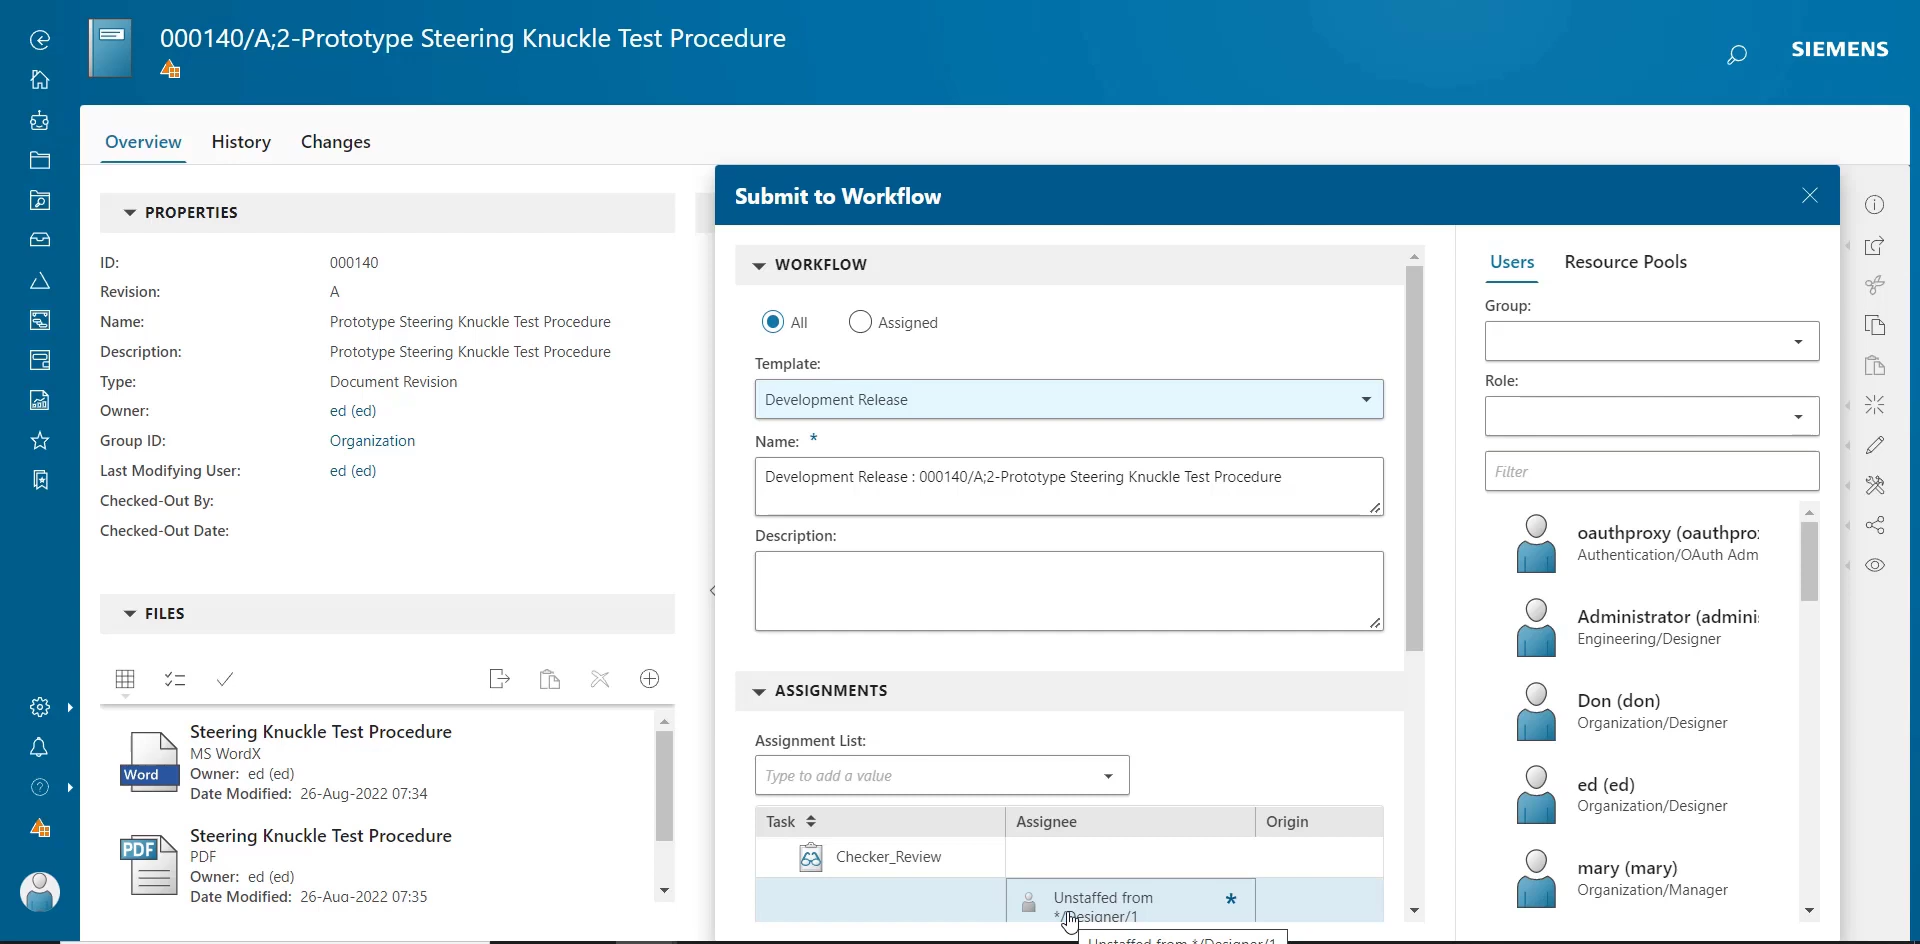 000140/A;2-Prototype Steering Knuckle Test Procedure
SIEMENS
Overview
History
Changes
PROPERTIES
ID: 000140
Revision: A
Name: Prototype Steering Knuckle Test Procedure
Description: Prototype Steering Knuckle Test Procedure
Type: Document Revision
Owner: ed (ed)
Group ID: Organization
Last Modifying User: ed (ed)
Checked-Out By:
Checked-Out Date:
FILES
Word
Steering Knuckle Test Procedure
MS WordX
Owner: ed (ed)
Date Modified: 26-Aug-2022 07:34
PDF
Steering Knuckle Test Procedure
PDF
Owner: ed (ed)
Date Modified: 26-Aug-2022 07:35
Submit to Workflow
WORKFLOW
All
Assigned
Template:
Development Release
Name: *
Development Release : 000140/A;2-Prototype Steering Knuckle Test Procedure
Description:
ASSIGNMENTS
Assignment List:
Type to add a value
Task Assignee Origin
Checker_Review
Unstaffed from *
*/Designer/1
Unstaffed from */Designer/1
Users
Resource Pools
Group:
Role:
Filter
oauthproxy (oauthpro
Authentication/OAuth Adm
Administrator (admini
Engineering/Designer
Don (don)
Organization/Designer
ed (ed)
Organization/Designer
mary (mary)
Organization/Manager